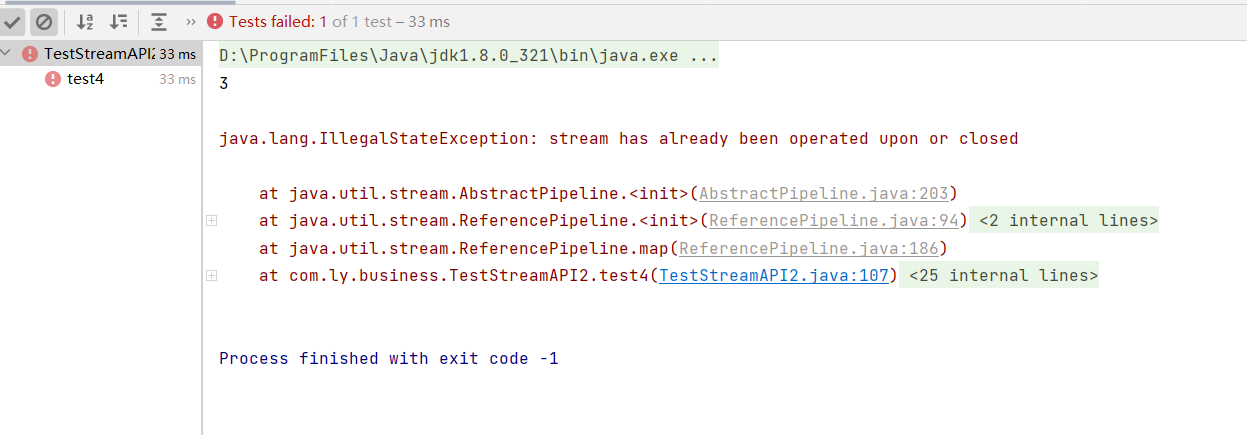 Tests failed: 1 of 1 test – 33 ms
TestStreamAPI2 33 ms
test4 33 ms
D:\ProgramFiles\Java\jdk1.8.0_321\bin\java.exe ...
3
java.lang.IllegalStateException: stream has already been operated upon or closed
at java.util.stream.AbstractPipeline.<init>(AbstractPipeline.java:203)
at java.util.stream.ReferencePipeline.<init>(ReferencePipeline.java:94) <2 internal lines>
at java.util.stream.ReferencePipeline.map(ReferencePipeline.java:186)
at com.ly.business.TestStreamAPI2.test4(TestStreamAPI2.java:107) <25 internal lines>
Process finished with exit code -1